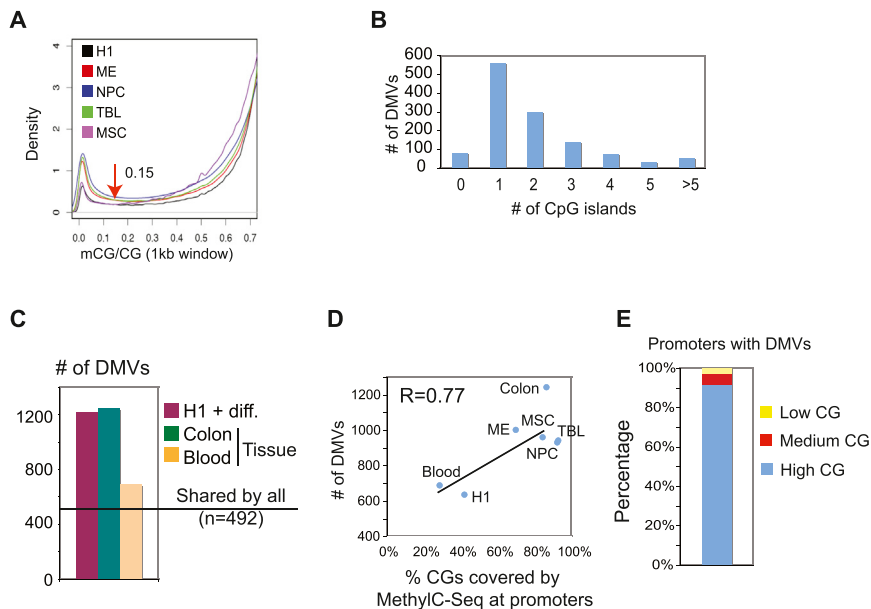 A
4
3
2
1
0
Density
H1
ME
NPC
TBL
MSC
0.15
0.0 0.1 0.2 0.3 0.4 0.5 0.6 0.7
mCG/CG (1kb window)
B
# of DMVs
600
500
400
300
200
100
0
0 1 2 3 4 5 >5
# of CpG islands
C
# of DMVs
1200
800
400
0
H1 + diff.
Colon
Blood
Tissue
Shared by all
(n=492)
D
# of DMVs
1200
1000
800
600
400
R=0.77
Colon
MSC
ME
TBL
NPC
Blood
H1
0% 20% 40% 60% 80% 100%
% CGs covered by
MethylC-Seq at promoters
E
Promoters with DMVs
Percentage
100%
80%
60%
40%
20%
0%
Low CG
Medium CG
High CG